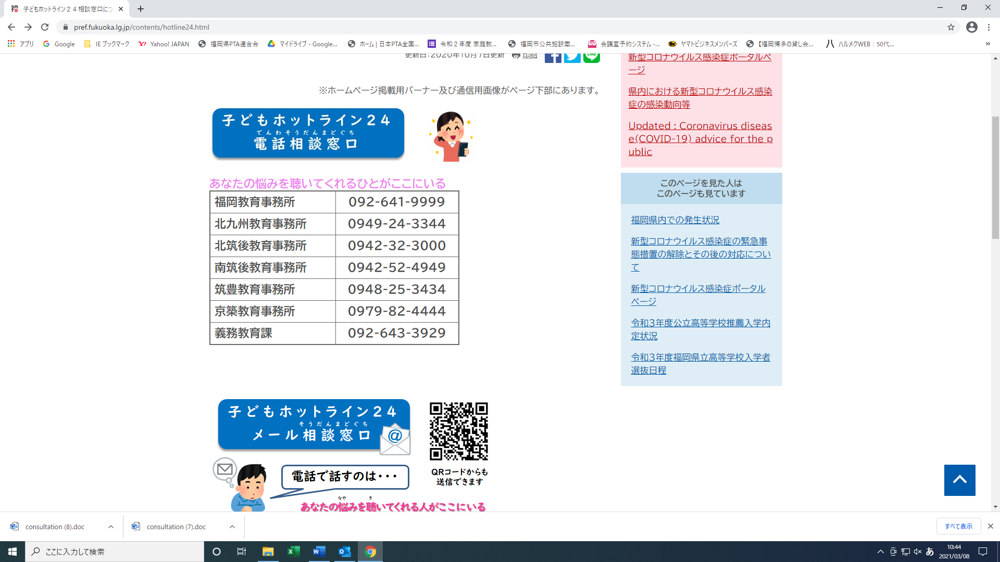 子どもホットライン２４相談窓口につ
pref.fukuoka.lg.jp/contents/hotline24.html
アプリ
Google
IE ブックマーク
Yahoo! JAPAN
福岡県PTA連合会
マイドライブ - Google...
ホーム | 日本PTA全国...
令和２年度 家庭教...
福岡市公共施設案...
会議室予約システム -...
ヤマトビジネスメンバーズ
【福岡博多の貸し会...
ハルメクWEB｜50代...
»
更新日：2020年10月7日更新
印刷
LINE
※ホームページ掲載用バーナー及び通信用画像がページ下部にあります。
子どもホットライン２４
でんわそうだんまどぐち
電話相談窓口
あなたの悩みを聴いてくれるひとがここにいる
福岡教育事務所 092-641-9999
北九州教育事務所 0949-24-3344
北筑後教育事務所 0942-32-3000
南筑後教育事務所 0942-52-4949
筑豊教育事務所 0948-25-3434
京築教育事務所 0979-82-4444
義務教育課 092-643-3929
子どもホットライン２４
そうだんまどぐち
メール相談窓口
@
QRコードからも
送信できます
電話で話すのは・・・
なや き
あなたの悩みを聴いてくれる人がここにいる
新型コロナウイルス感染症ポータルペ
ージ
県内における新型コロナウイルス感染
症の感染動向等
Updated : Coronavirus diseas
e(COVID-19) advice for the p
ublic
このページを見た人は
このページも見ています
福岡県内での発生状況
新型コロナウイルス感染症の緊急事
態措置の解除とその後の対応につい
て
新型コロナウイルス感染症ポータル
ページ
令和3年度公立高等学校推薦入学内
定状況
令和3年度福岡県立高等学校入学者
選抜日程
consultation (8).doc
consultation (7).doc
すべて表示
ここに入力して検索
あ
10:44
2021/03/08